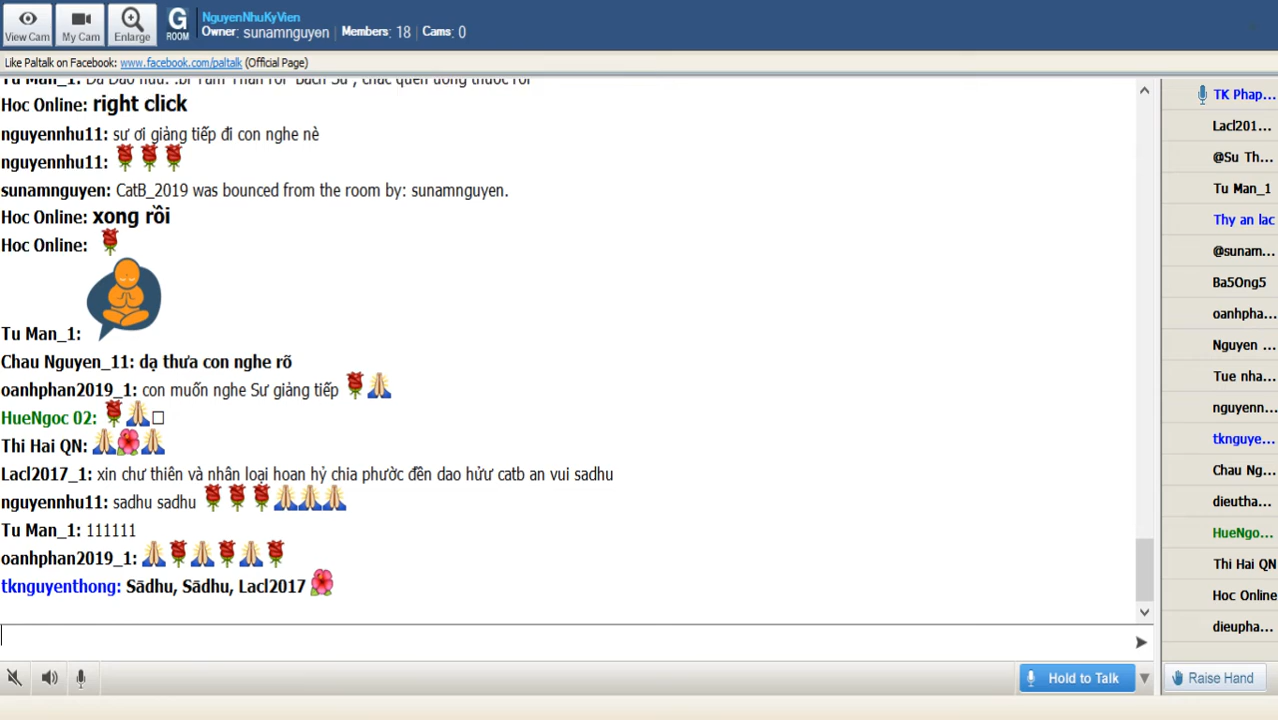 View Cam
My Cam
Enlarge
G
ROOM
NguyenNhuKyVien
Owner: sunamnguyen | Members: 18 | Cams: 0
Like Paltalk on Facebook: www.facebook.com/paltalk (Official Page)
Hoc Online: right click
nguyennhu11: sư ơi giảng tiếp đi con nghe nè
nguyennhu11:
sunamnguyen: CatB_2019 was bounced from the room by: sunamnguyen.
Hoc Online: xong rồi
Hoc Online:
Tu Man_1:
Chau Nguyen_11: dạ thưa con nghe rõ
oanhphan2019_1: con muốn nghe Sư giảng tiếp 🌹🙏
HueNgoc 02: 🌹🙏□
Thi Hai QN: 🙏🌺🙏
Lacl2017_1: xin chư thiên và nhân loại hoan hỷ chia phước đến dao hửư catb an vui sadhu
nguyennhu11: sadhu sadhu 🌹🌹🌹🙏🙏🙏
Tu Man_1: 111111
oanhphan2019_1: 🙏🌹🙏🌹🙏🌹
tknguyenthong: Sādhu, Sādhu, Lacl2017 🌺
Hold to Talk
TK Phap...
Lacl201...
@Su Th...
Tu Man_1
Thy an lac
@sunam...
Ba5Ong5
oanhpha...
Nguyen ...
Tue nha...
nguyenn...
tknguye...
Chau Ng...
dieutha...
HueNgo...
Thi Hai QN
Hoc Online
dieupha...
Raise Hand